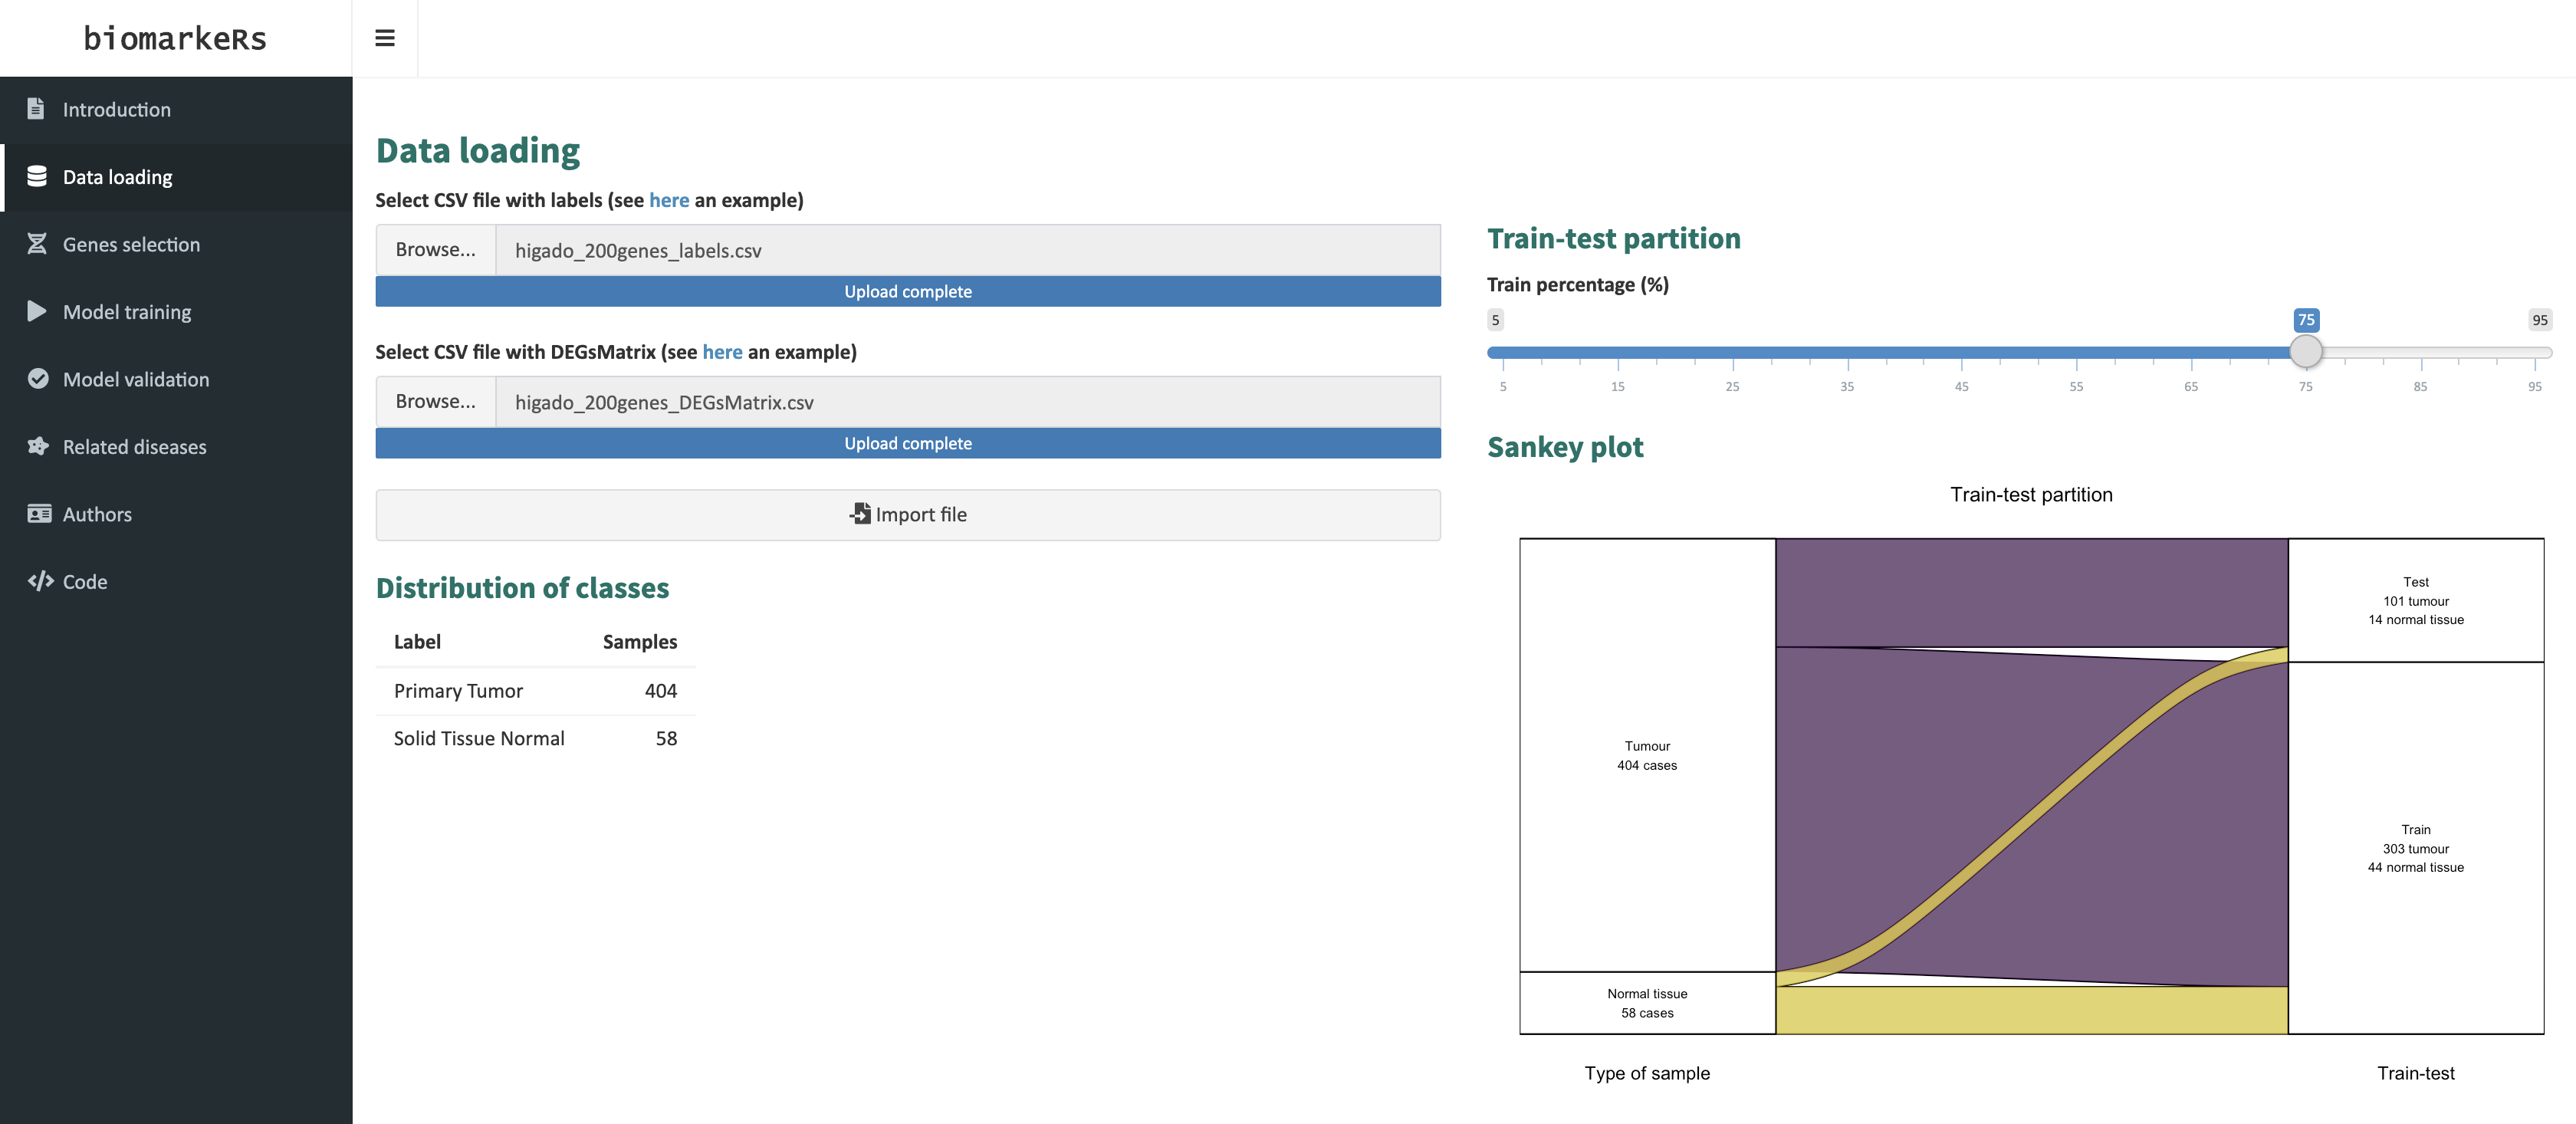 biomarkeRs
Introduction
Data loading
Genes selection
Model training
Model validation
Related diseases
Authors
Code
Data loading
Select CSV file with labels (see here an example)
Browse... higado_200genes_labels.csv
Upload complete
Select CSV file with DEGsMatrix (see here an example)
Browse... higado_200genes_DEGsMatrix.csv
Upload complete
Import file
Distribution of classes
Label Samples
Primary Tumor 404
Solid Tissue Normal 58
Train-test partition
Train percentage (%)
5 75 95
5 15 25 35 45 55 65 75 85 95
Sankey plot
Train-test partition
Tumour
404 cases
Normal tissue
58 cases
Test
101 tumour
14 normal tissue
Train
303 tumour
44 normal tissue
Type of sample
Train-test